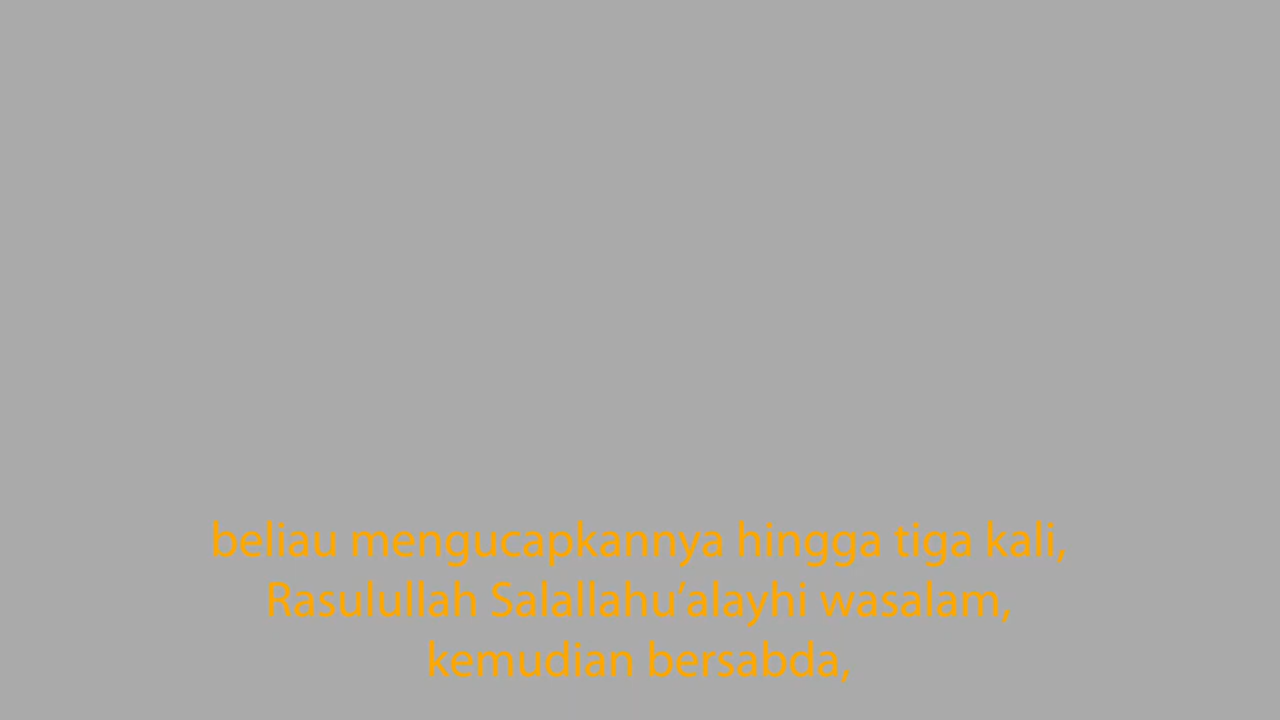 beliau mengucapkannya hingga tiga kali,
Rasulullah Salallahu’alayhi wasalam,
kemudian bersabda,